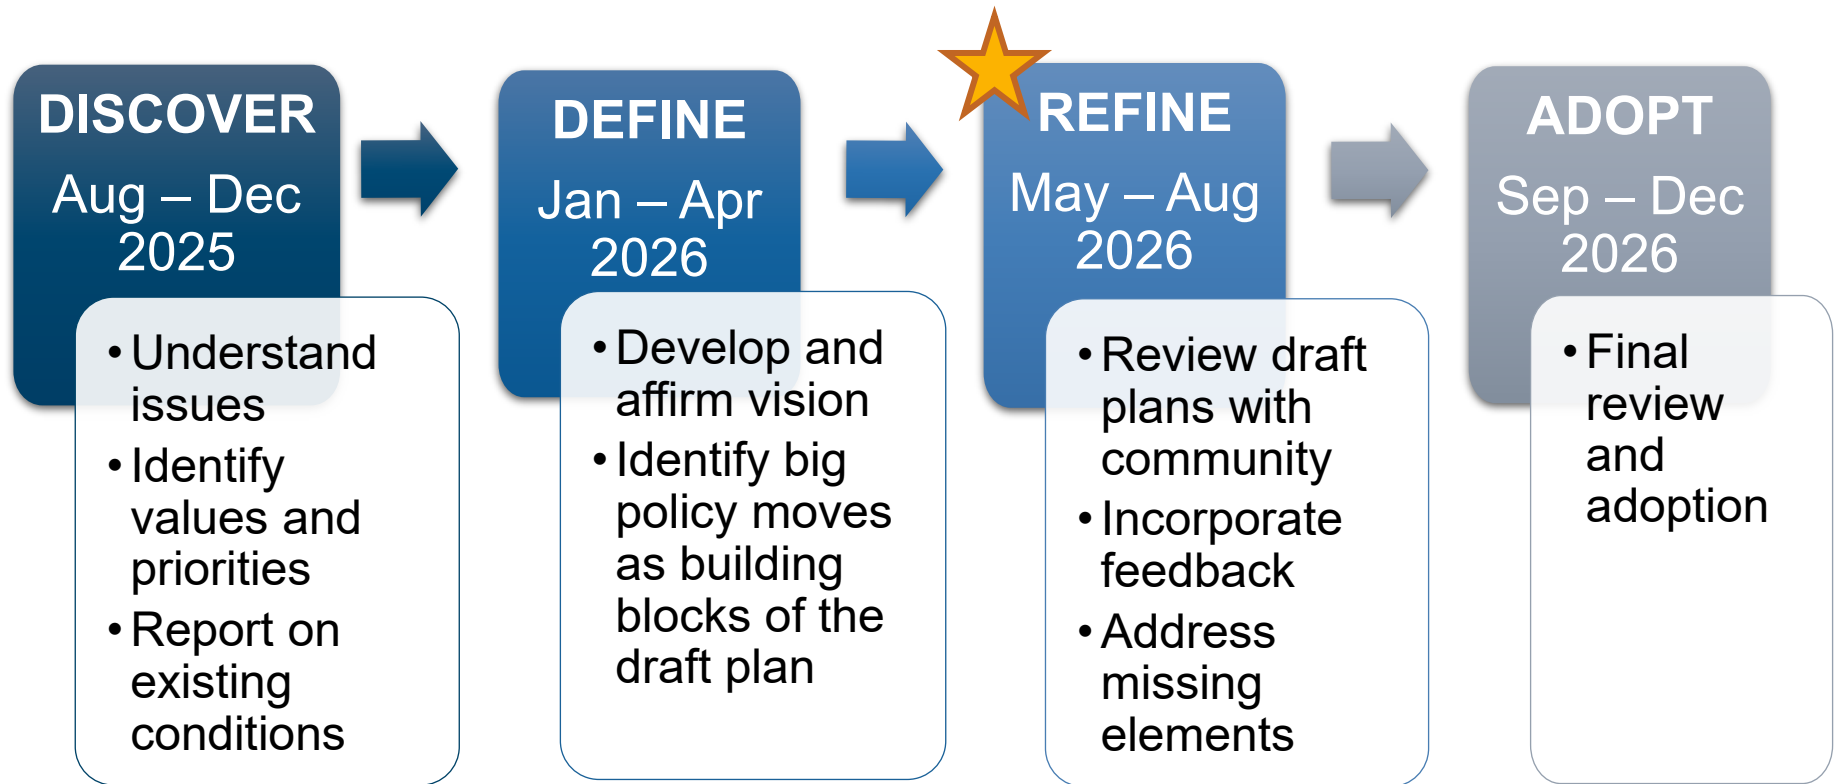 DISCOVER
Aug – Dec
2025
• Understand
issues
• Identify
values and
priorities
• Report on
existing
conditions
DEFINE
Jan – Apr
2026
• Develop and
affirm vision
• Identify big
policy moves
as building
blocks of the
draft plan
REFINE
May – Aug
2026
• Review draft
plans with
community
• Incorporate
feedback
• Address
missing
elements
ADOPT
Sep – Dec
2026
• Final
review
and
adoption